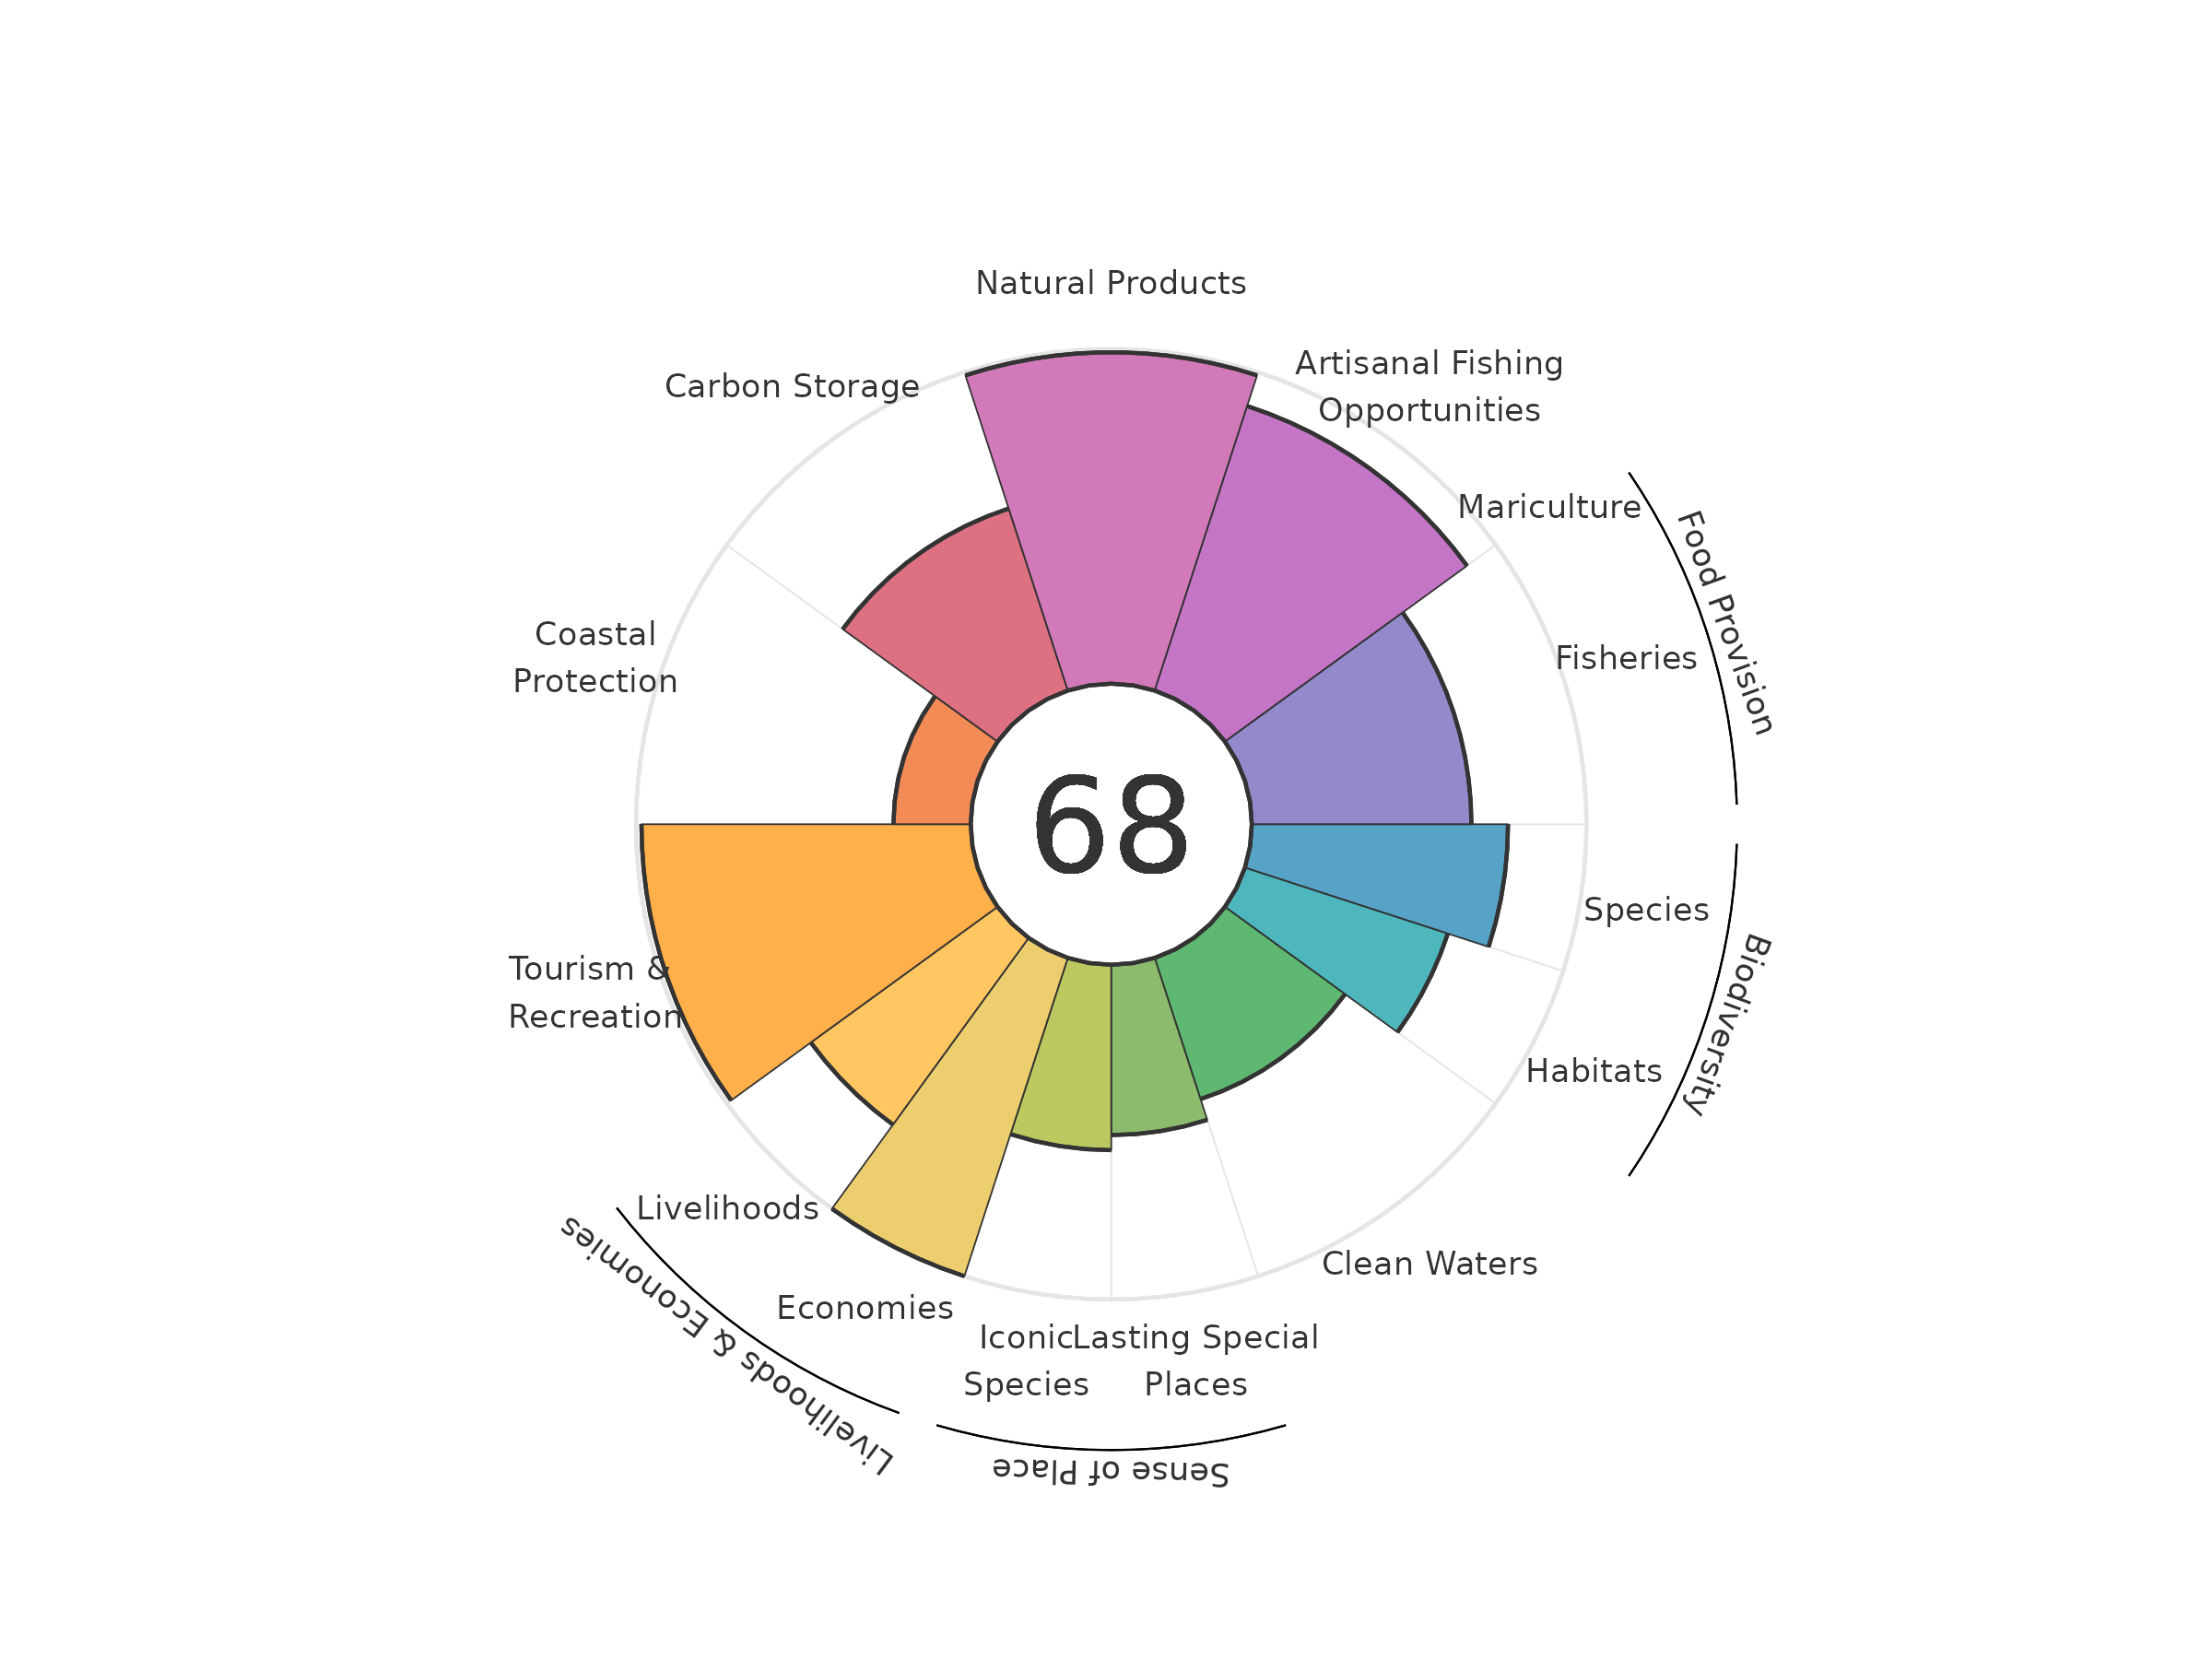 Natural Products
Artisanal Fishing
Opportunities
Carbon Storage
Mariculture
Food Provision
Fisheries
Coastal
Protection
68
Species
Biodiversity
Tourism &
Recreation
Habitats
Livelihoods
Clean Waters
Livelihoods & Economies
Economies
Iconic
Species
Lasting Special
Places
Sense of Place